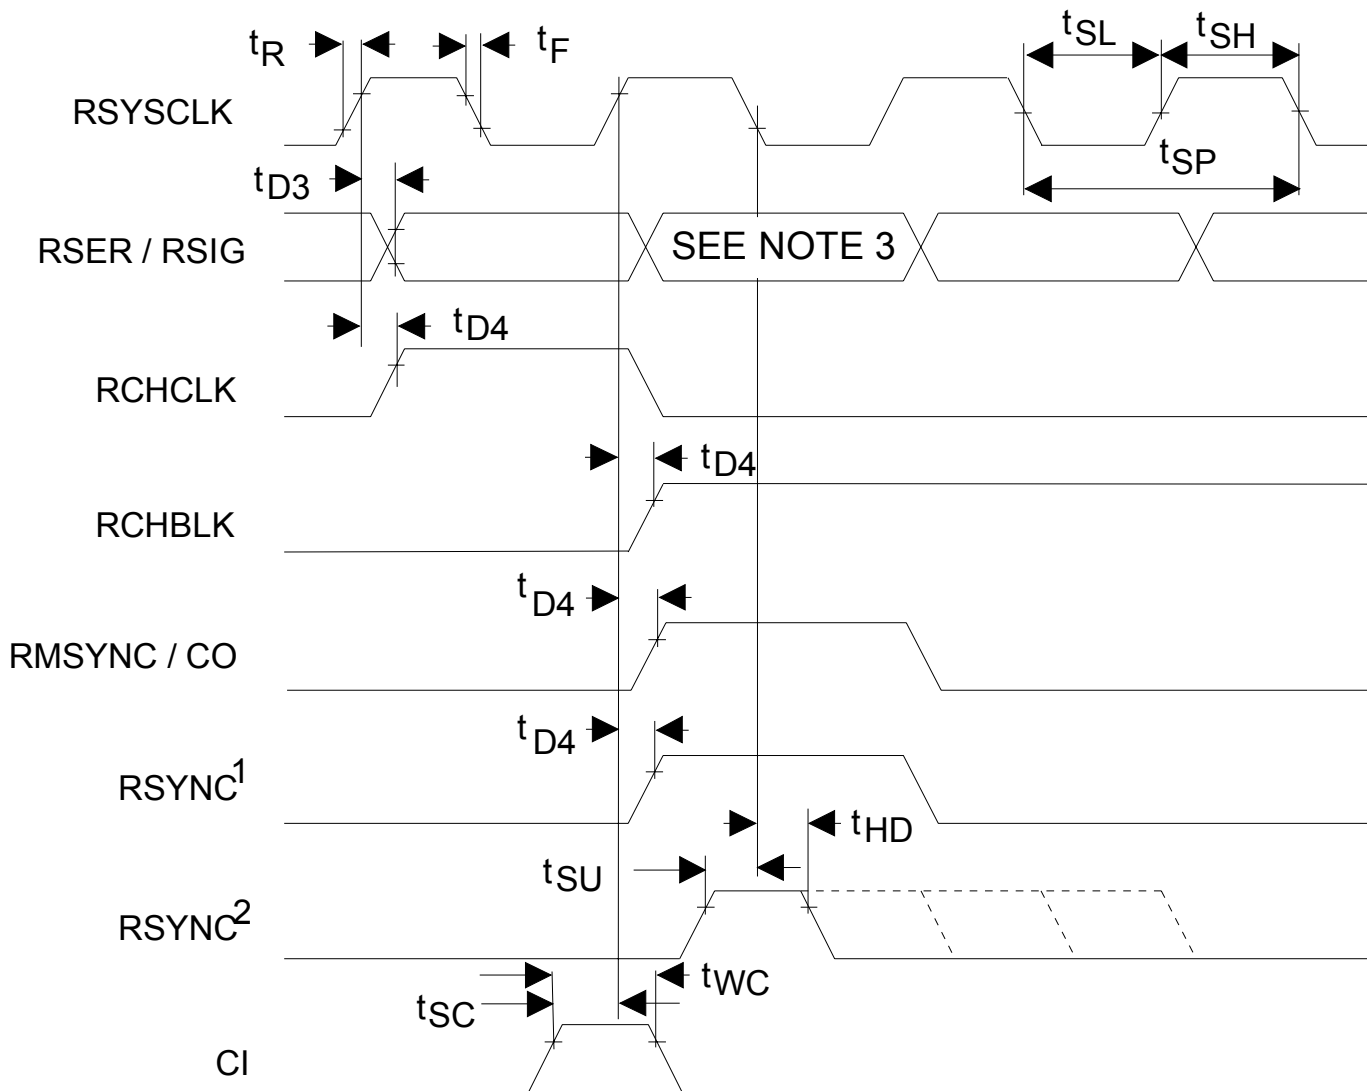 tR
tF
tSL
tSH
RSYSCLK
tSP
tD3
RSER / RSIG
SEE NOTE 3
tD4
RCHCLK
tD4
RCHBLK
tD4
RMSYNC / CO
tD4
RSYNC1
tHD
tSU
RSYNC2
tWC
tSC
CI